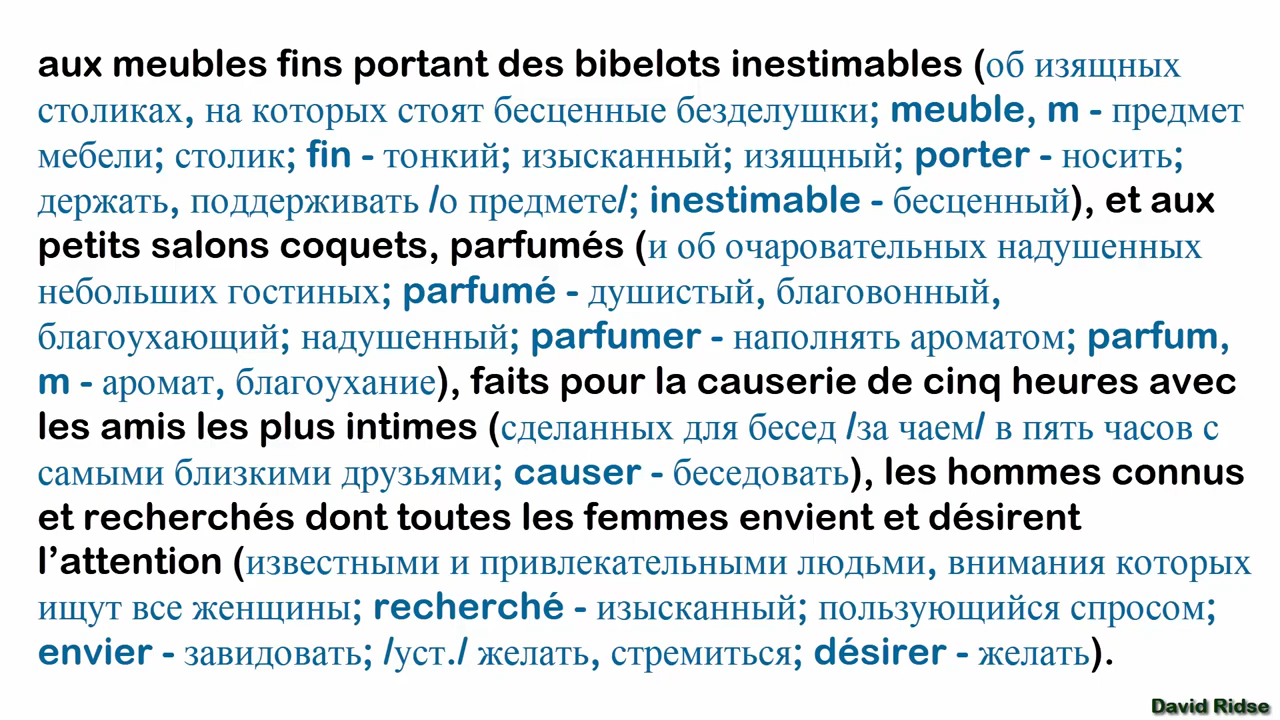 aux meubles fins portant des bibelots inestimables (об изящных
столиках, на которых стоят бесценные безделушки; meuble, m - предмет
мебели; столик; fin - тонкий; изысканный; изящный; porter - носить;
держать, поддерживать /о предмете/; inestimable - бесценный), et aux
petits salons coquets, parfumés (и об очаровательных надушенных
небольших гостиных; parfumé - душистый, благовонный,
благоухающий; надушенный; parfumer - наполнять ароматом; parfum,
m - аромат, благоухание), faits pour la causerie de cinq heures avec
les amis les plus intimes (сделанных для бесед /за чаем/ в пять часов с
самыми близкими друзьями; causer - беседовать), les hommes connus
et recherchés dont toutes les femmes envient et désirent
l’attention (известными и привлекательными людьми, внимания которых
ищут все женщины; recherché - изысканный; пользующийся спросом;
envier - завидовать; /уст./ желать, стремиться; désirer - желать).
David Ridse